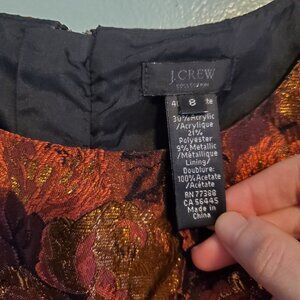 J.CREW
COLLECTION
8
30% Acrylic
/Acrylique
21%
Polyester
9% Metallic
/Métallique
Lining/
Doublure:
100% Acetate
/Acétate
RN 77388
CA 56445
Made in
China